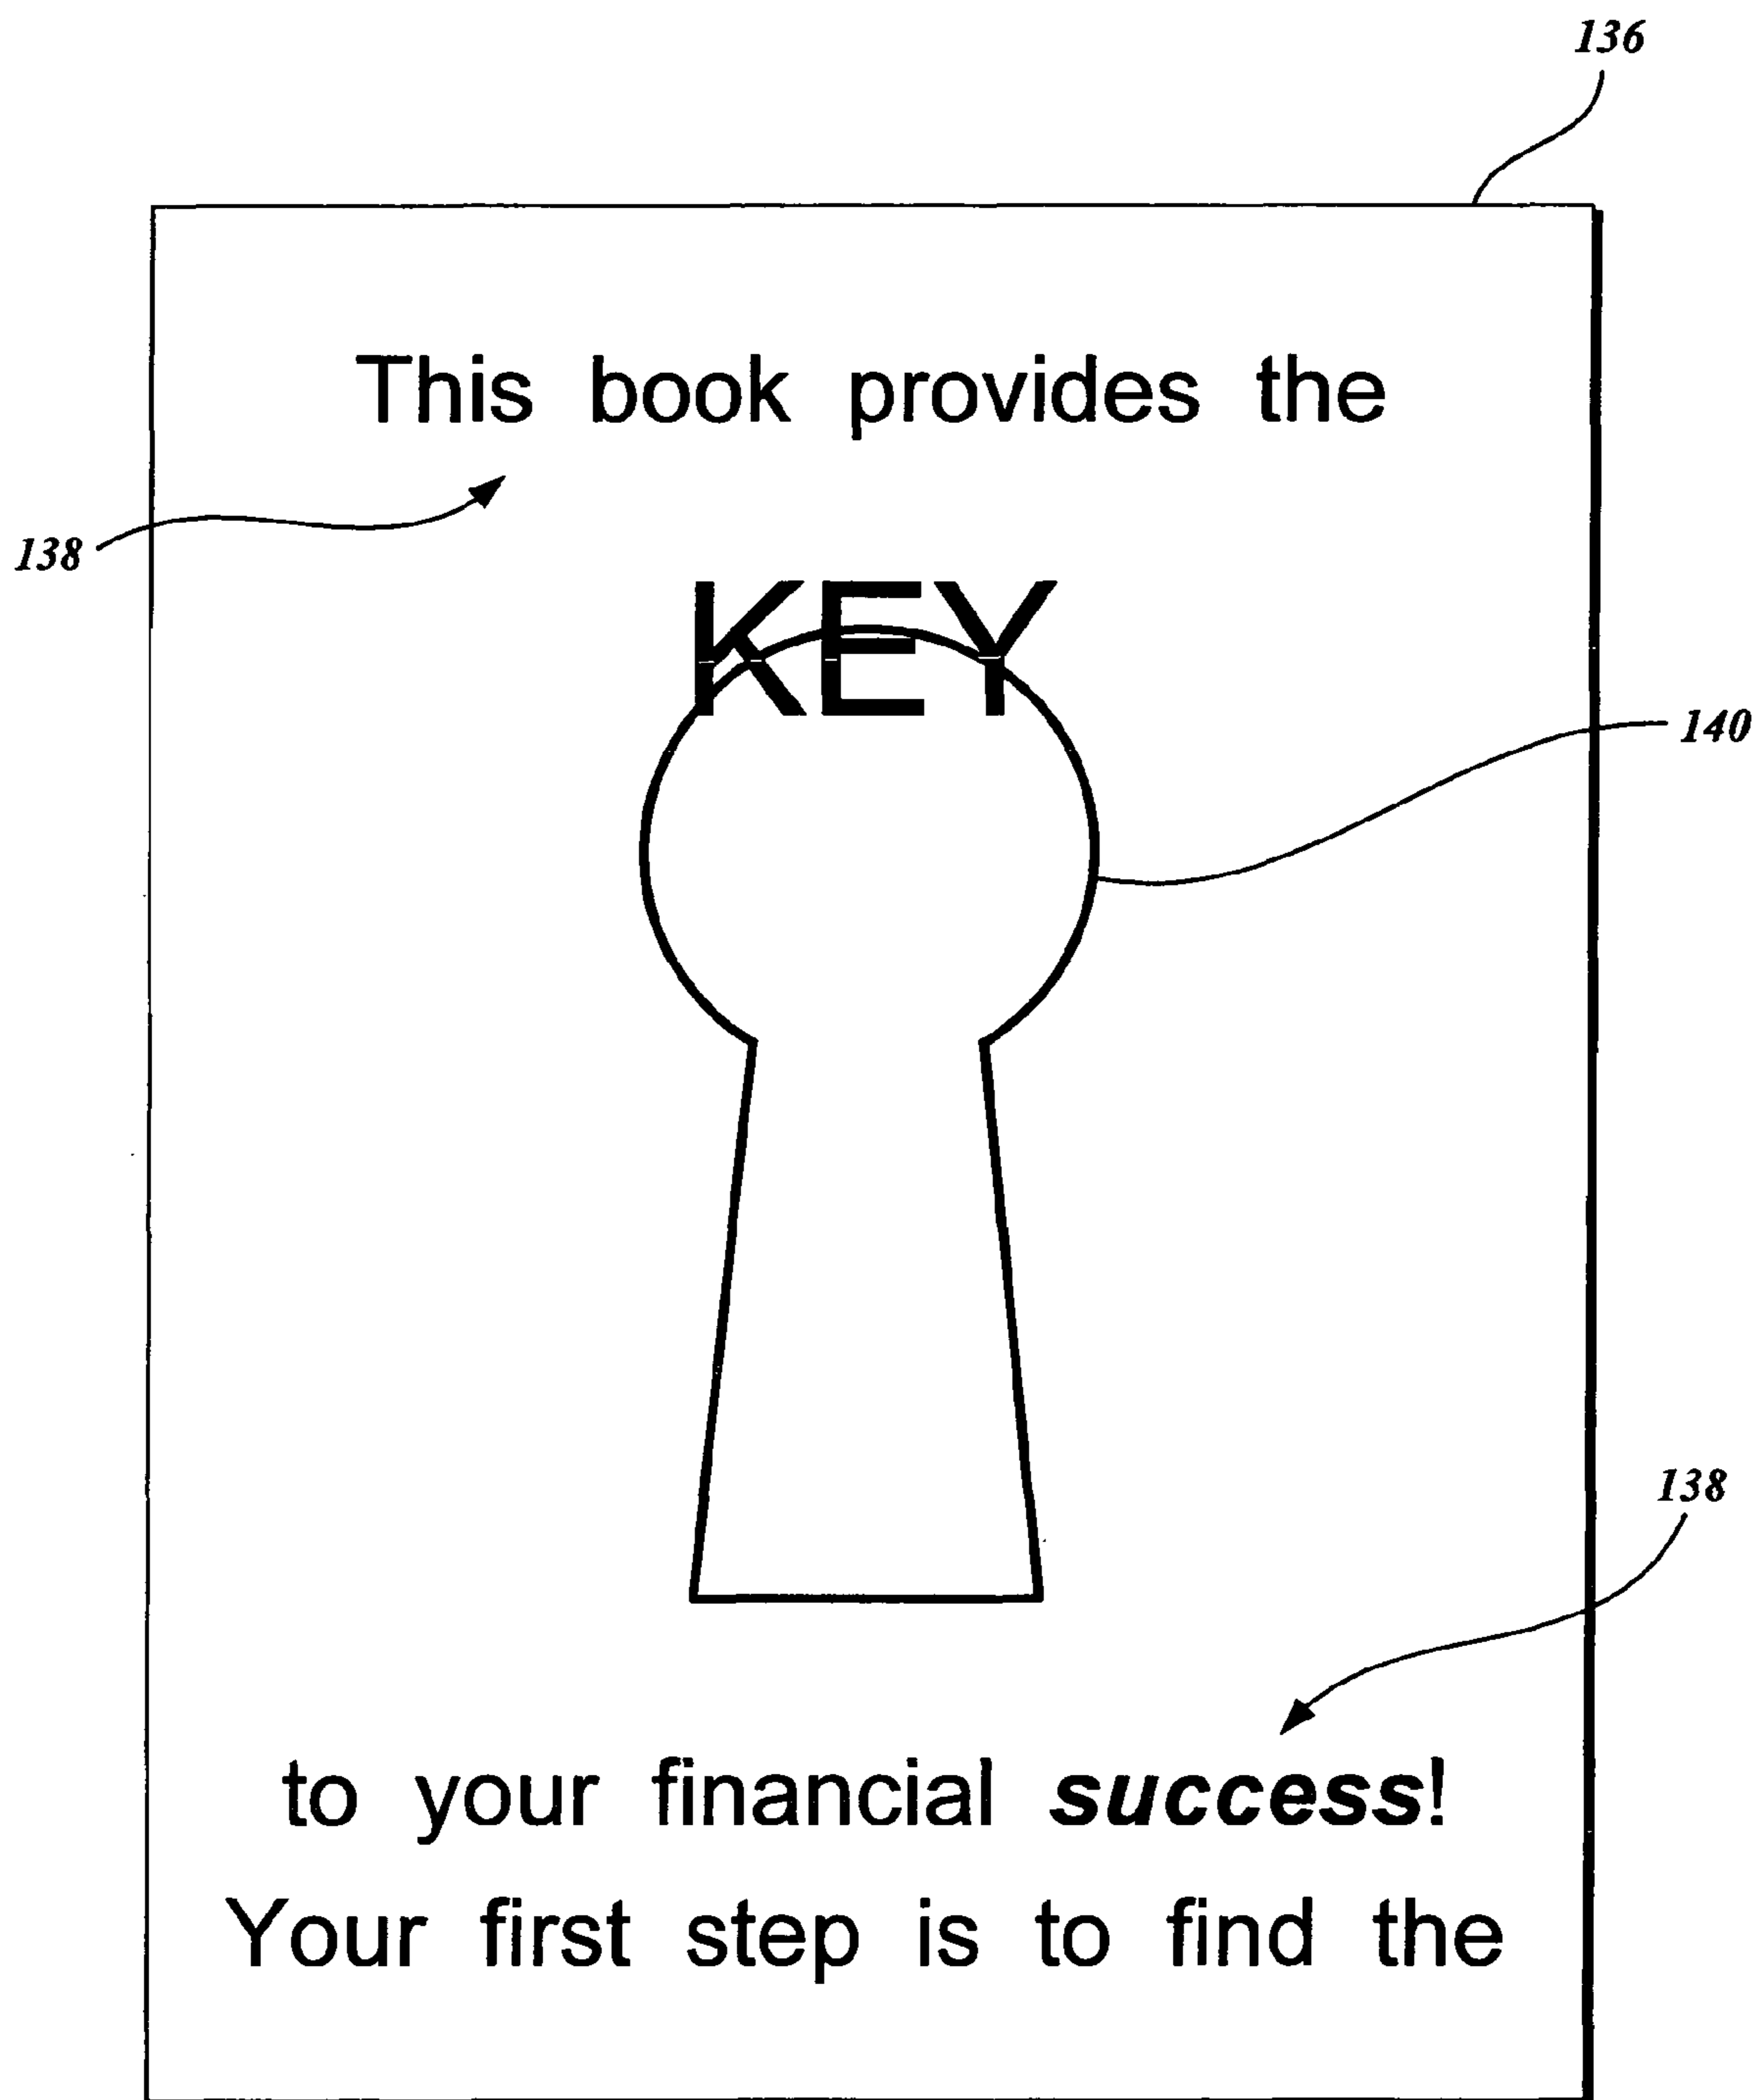 136
This book provides the
138
KEY
140
138
to your financial success!
Your first step is to find the